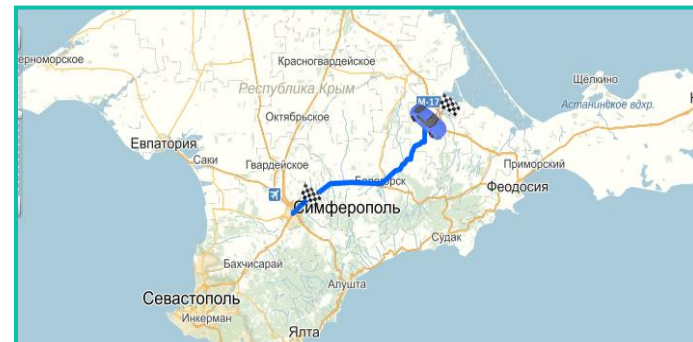 Черноморское
Красногвардейское
Щёлкино
Республика Крым
М-17
Астанинское вдхр.
Октябрьское
Евпатория
Саки
Гвардейское
Приморский
Белогорск
Феодосия
Симферополь
Судак
Бахчисарай
Алушта
Севастополь
Инкерман
Ялта